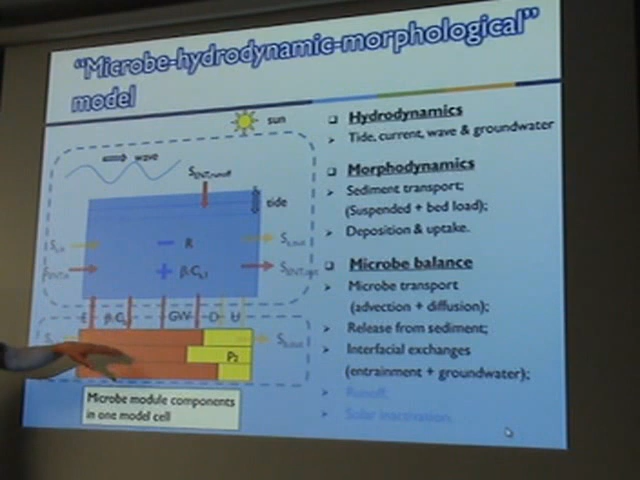 "Microbe-hydrodynamic-morphological"
model
sun
wave
tide
R
GW
D
U
P2
Microbe module components
in one model cell
Hydrodynamics
Tide, current, wave & groundwater
Morphodynamics
Sediment transport;
(Suspended + bed load);
Deposition & uptake.
Microbe balance
Microbe transport
(advection + diffusion);
Release from sediment;
Interfacial exchanges
(entrainment + groundwater);
Runoff;
Solar inactivation.